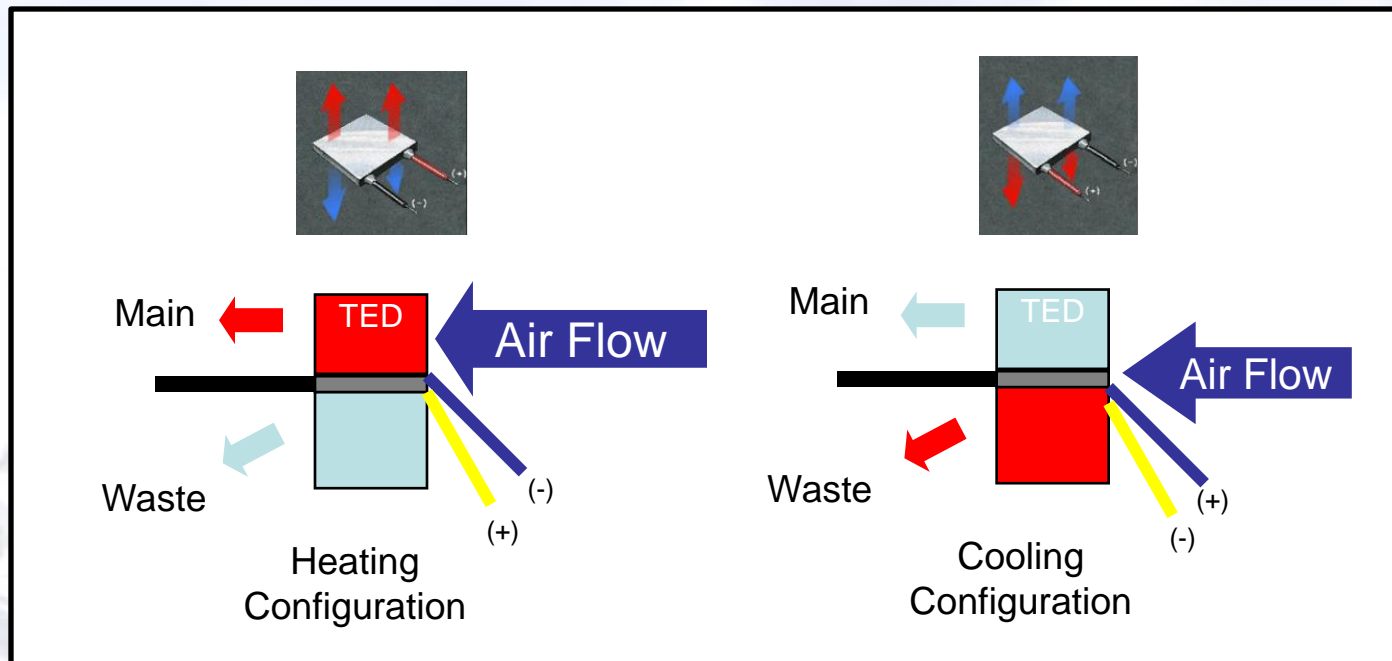 (+)
(-)
(-)
(+)
Main
TED
Air Flow
Waste
(-)
(+)
Heating
Configuration
Main
TED
Air Flow
Waste
(+)
(-)
Cooling
Configuration